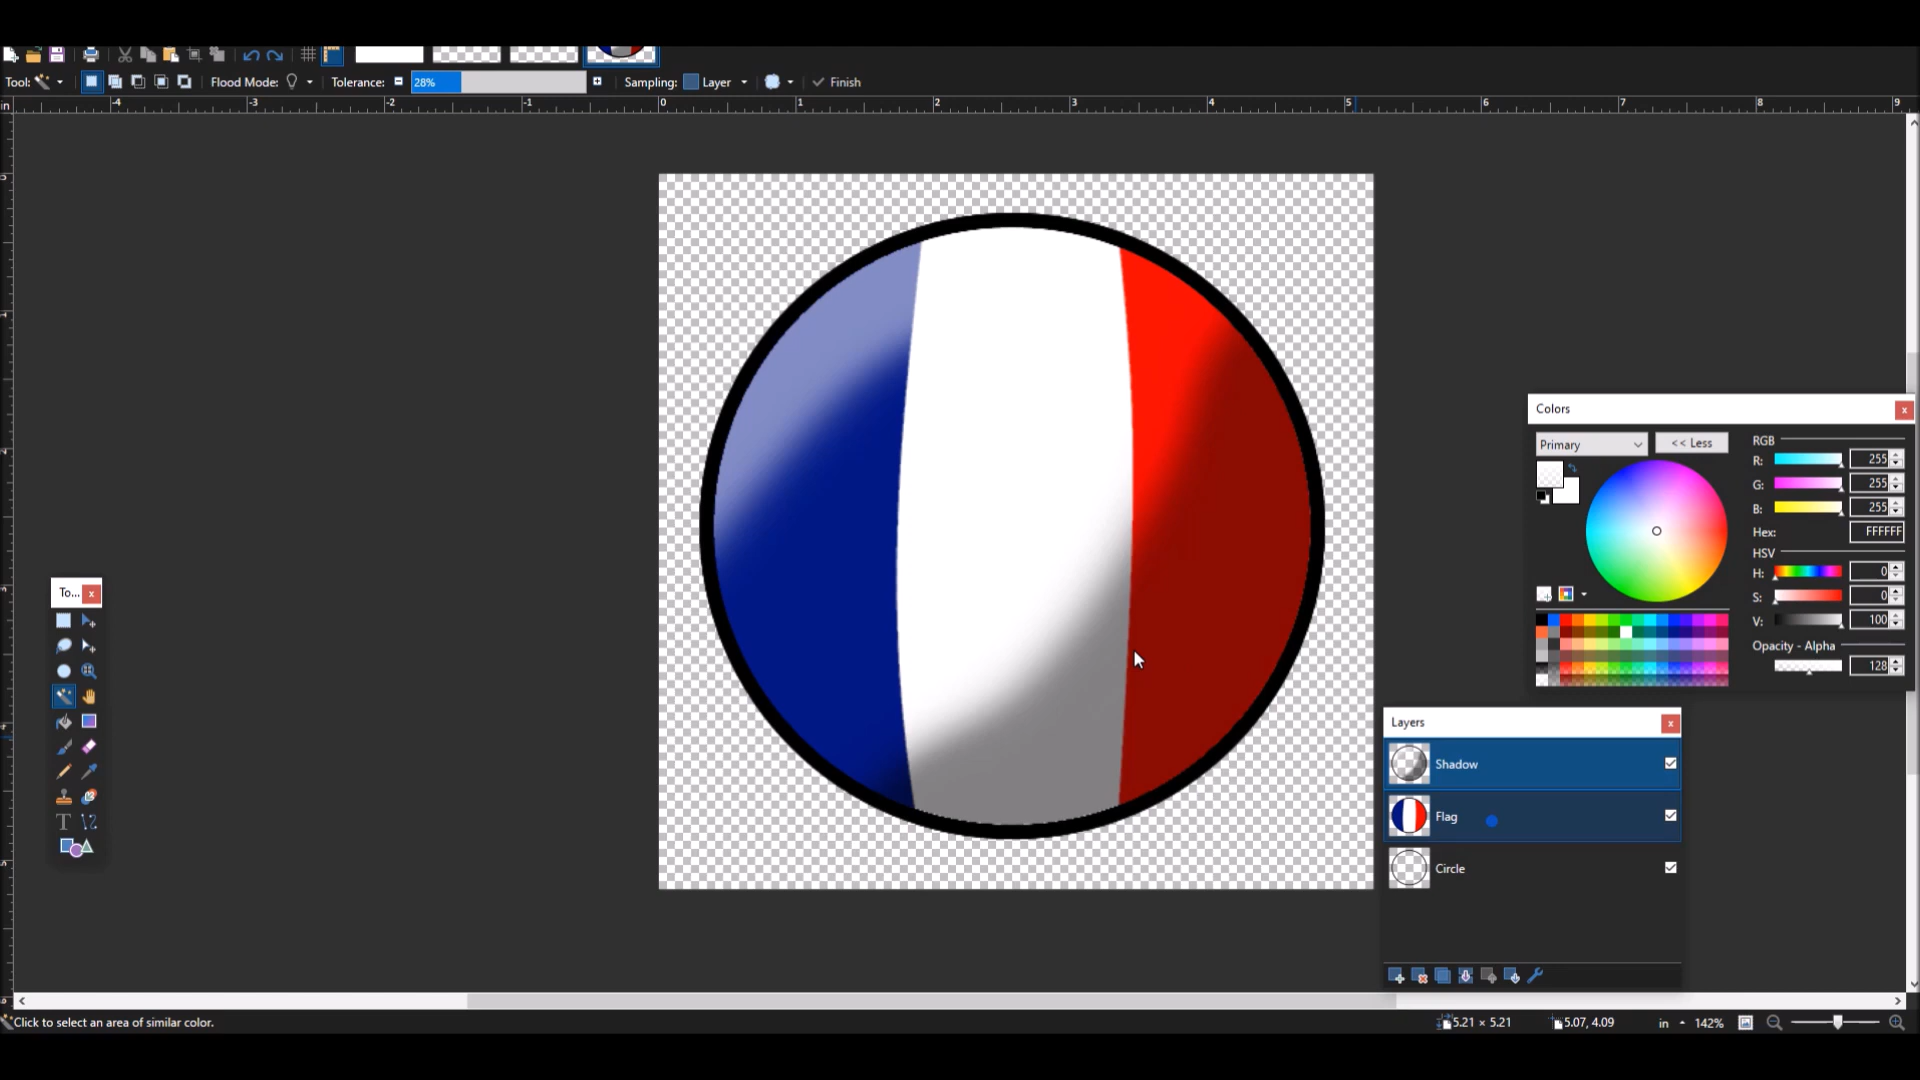 Tool:
Flood Mode:
Tolerance:
28%
Sampling:
Layer
Finish
in
-4
-3
-2
-1
0
1
2
3
4
5
6
7
8
9
To...
x
T
Colors
x
Primary
<< Less
RGB
R:
255
G:
255
B:
255
Hex:
FFFFFF
HSV
H:
0
S:
0
V:
100
Opacity - Alpha
128
Layers
x
Shadow
Flag
Circle
Click to select an area of similar color.
5.21 × 5.21
5.07, 4.09
in
142%